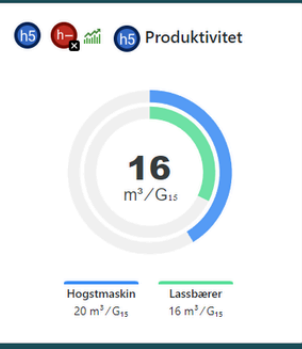 h5 h− h5 Produktivitet
16
m³/G₁₅
Hogstmaskin Lassbærer
20 m³/G₁₅ 16 m³/G₁₅